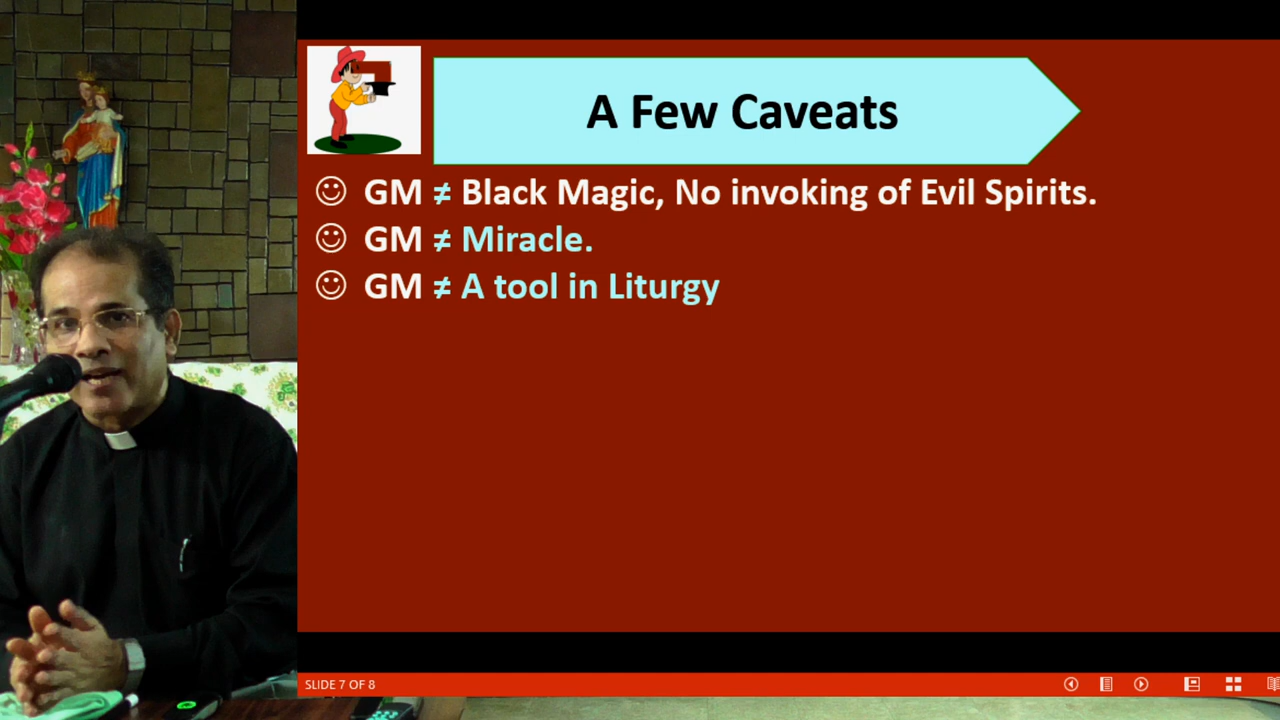 A Few Caveats
☺ GM ≠ Black Magic, No invoking of Evil Spirits.
☺ GM ≠ Miracle.
☺ GM ≠ A tool in Liturgy
SLIDE 7 OF 8